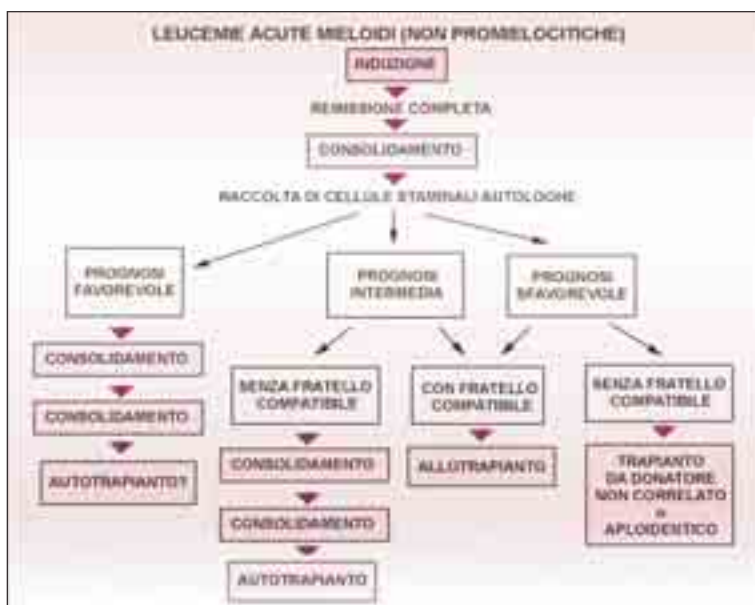 LEUCEMIE ACUTE MIELOIDI (NON PROMIELOCITICHE)
INDUZIONE
REMISSIONE COMPLETA
CONSOLIDAMENTO
RACCOLTA DI CELLULE STAMINALI AUTOLOGHE
PROGNOSI
FAVOREVOLE
CONSOLIDAMENTO
CONSOLIDAMENTO
AUTOTRAPIANTO?
PROGNOSI
INTERMEDIA
PROGNOSI
SFAVOREVOLE
SENZA FRATELLO
COMPATIBILE
CONSOLIDAMENTO
CONSOLIDAMENTO
AUTOTRAPIANTO
CON FRATELLO
COMPATIBILE
ALLOTRAPIANTO
SENZA FRATELLO
COMPATIBILE
TRAPIANTO
DA DONATORE
NON CORRELATO
o
APLOIDENTICO